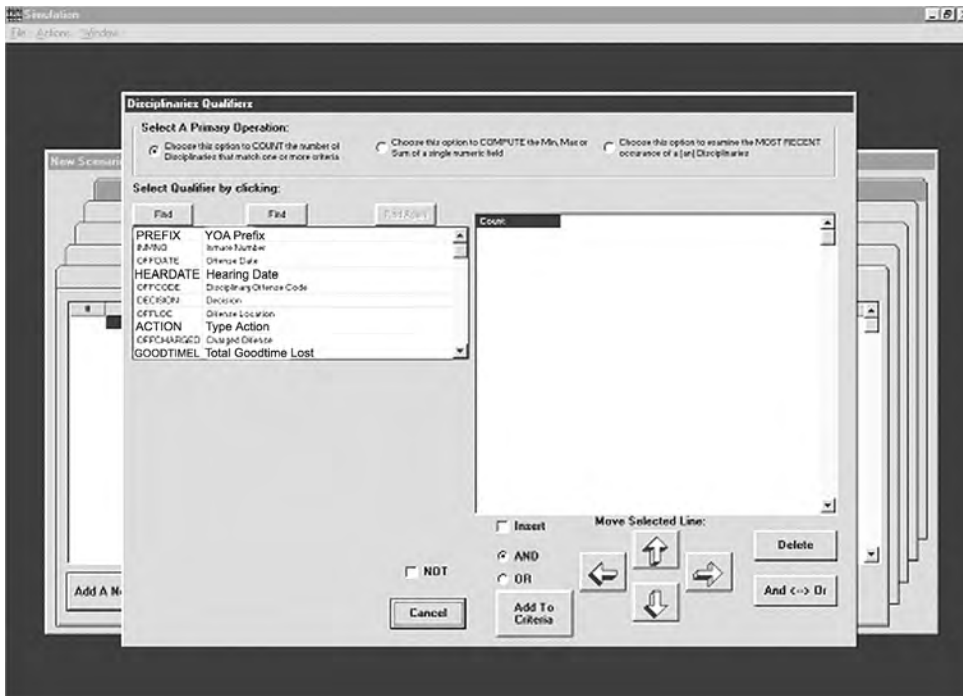 Simulation
File Actions Window
New Scenari
Disciplinaries Qualifiers
Select A Primary Operation:
Choose this option to COUNT the number of
Disciplinaries that match one or more criteria
Choose this option to COMPUTE the Min, Max or
Sum of a single numeric field
Choose this option to examine the MOST RECENT
occurance of a (an) Disciplinaries
Select Qualifier by clicking:
Find
Find
Find Again
Count
PREFIX YOA Prefix
INMNO Inmate Number
OFFDATE Offense Date
HEARDATE Hearing Date
OFFCODE Disciplinary Offense Code
DECISION Decision
OFFLOC Offense Location
ACTION Type Action
OFFCHARGED Charged Offence
GOODTIMEL Total Goodtime Lost
#
Insert
Move Selected Line:
AND
OR
NOT
Delete
Add A N
Cancel
Add To
Criteria
And <--> Or